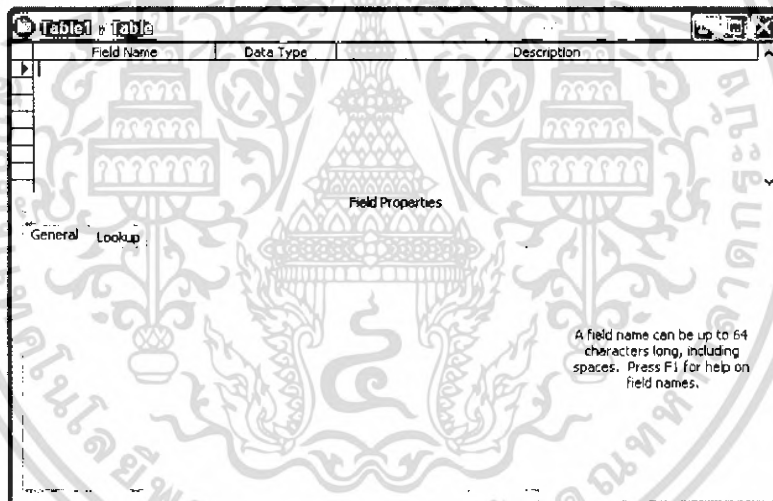 Table1 : Table
Field Name Data Type Description
Field Properties
General Lookup
A field name can be up to 64
characters long, including
spaces. Press F1 for help on
field names.